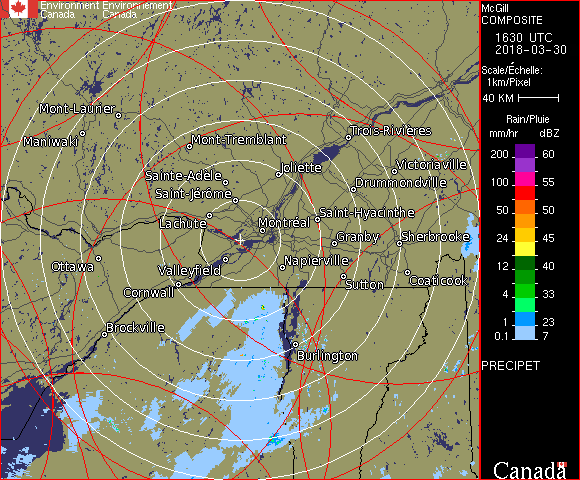 Environment Environnement
Canada Canada
McGill
COMPOSITE
1630 UTC
2018-03-30
Scale/Échelle:
1km/Pixel
40 KM
Rain/Pluie
mm/hr dBZ
200 60
100 55
50 50
24 45
12 40
4 33
1 23
0.1 7
PRECIPET
Canada
Mont-Laurier
Maniwaki
Mont-Tremblant
Trois-Rivières
Sainte-Adèle
Joliette
Victoriaville
Saint-Jérôme
Drummondville
Lachute
Montréal
Saint-Hyacinthe
Granby
Sherbrooke
Ottawa
Valleyfield
Napierville
Cornwall
Sutton
Coaticook
Brockville
Burlington